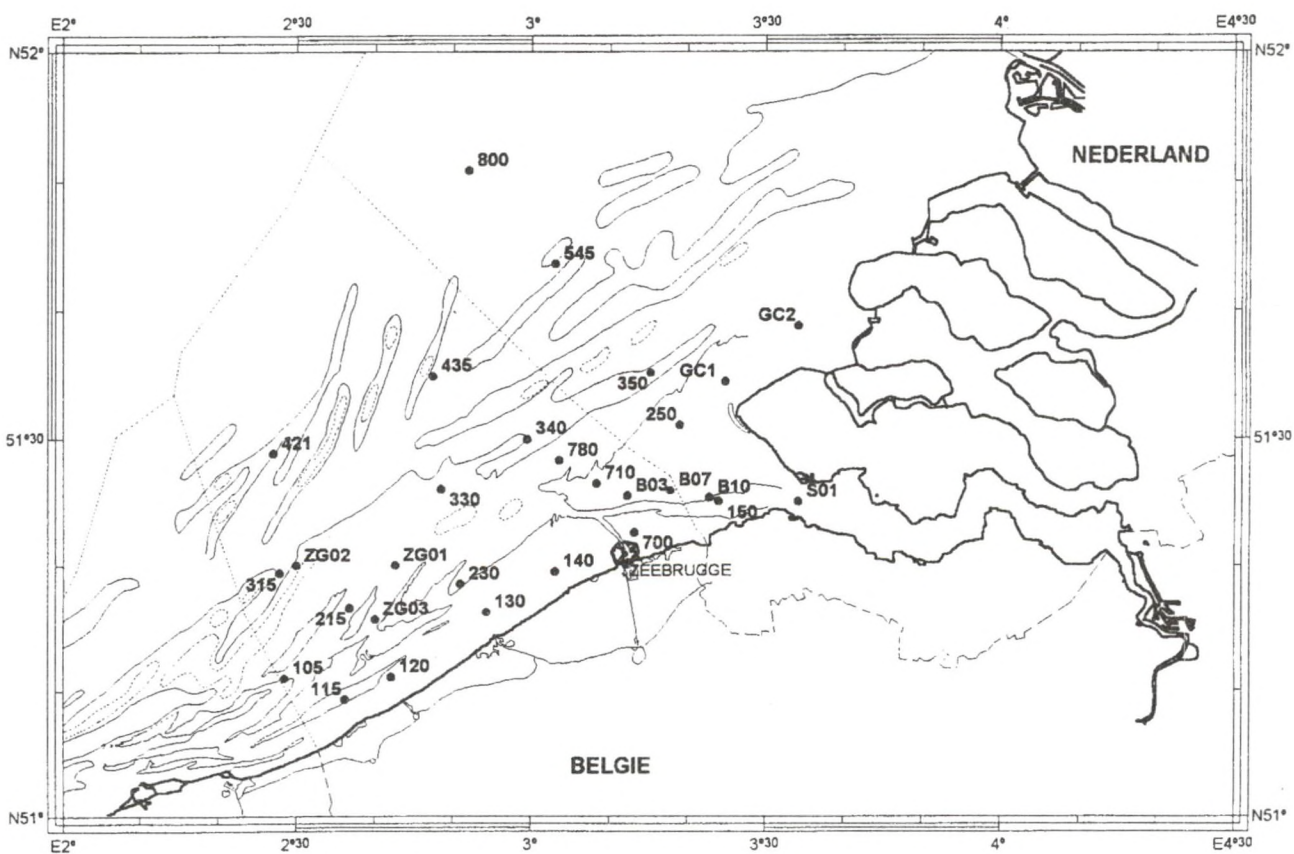 E2° 2°30 3° 3°30 4° E4°30
N52° N52°
800
NEDERLAND
545
GC2
435
350 GC1
250
340
51°30 51°30
421
780
710
B03 B07 B10
330
S01
150
700
ZG02 ZG01
140 ZEEBRUGGE
315 230
215 ZG03 130
105 120
115
BELGIE
N51° N51°
E2° 2°30 3° 3°30 4° E4°30